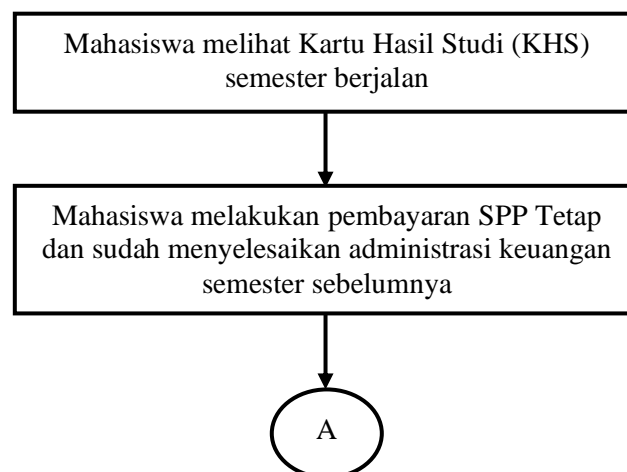 Mahasiswa melihat Kartu Hasil Studi (KHS)
semester berjalan
Mahasiswa melakukan pembayaran SPP Tetap
dan sudah menyelesaikan administrasi keuangan
semester sebelumnya
A